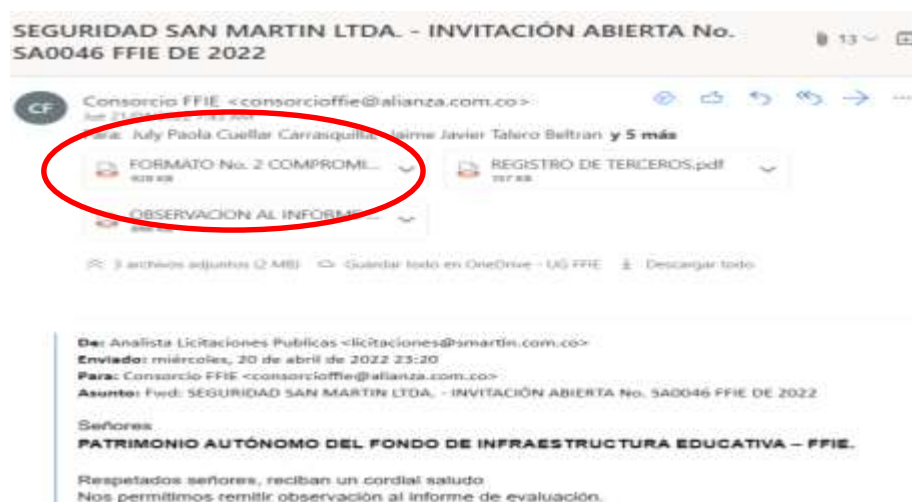 SEGURIDAD SAN MARTIN LTDA. - INVITACIÓN ABIERTA No.
SA0046 FFIE DE 2022
13
CF
Consorcio FFIE <consorcioffie@alianza.com.co>
Para: July Paola Cuellar Carrasquilla; Jaime Javier Talero Beltran y 5 más
FORMATO No. 2 COMPROMI...
REGISTRO DE TERCEROS.pdf
OBSERVACION AL INFORME ...
3 archivos adjuntos (2 MB) Guardar todo en OneDrive - UG FFIE Descargar todo
De: Analista Licitaciones Publicas <licitaciones@smartin.com.co>
Enviado: miércoles, 20 de abril de 2022 23:20
Para: Consorcio FFIE <consorcioffie@alianza.com.co>
Asunto: Fwd: SEGURIDAD SAN MARTIN LTDA. - INVITACIÓN ABIERTA No. SA0046 FFIE DE 2022
Señores
PATRIMONIO AUTÓNOMO DEL FONDO DE INFRAESTRUCTURA EDUCATIVA – FFIE.
Respetados señores, reciban un cordial saludo
Nos permitimos remitir observación al informe de evaluación.